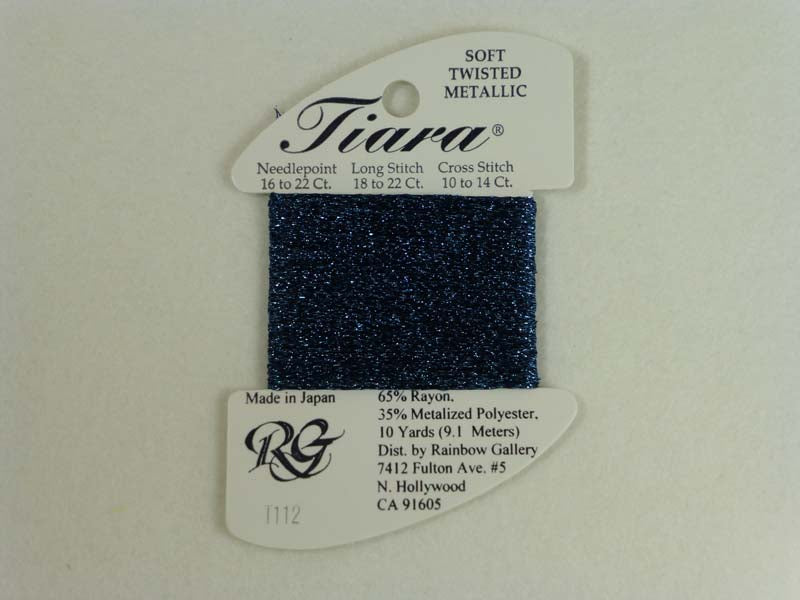 SOFT
TWISTED
METALLIC
Tiara®
Needlepoint Long Stitch Cross Stitch
16 to 22 Ct. 18 to 22 Ct. 10 to 14 Ct.
Made in Japan
RG
T112
65% Rayon,
35% Metalized Polyester,
10 Yards (9.1 Meters)
Dist. by Rainbow Gallery
7412 Fulton Ave. #5
N. Hollywood
CA 91605